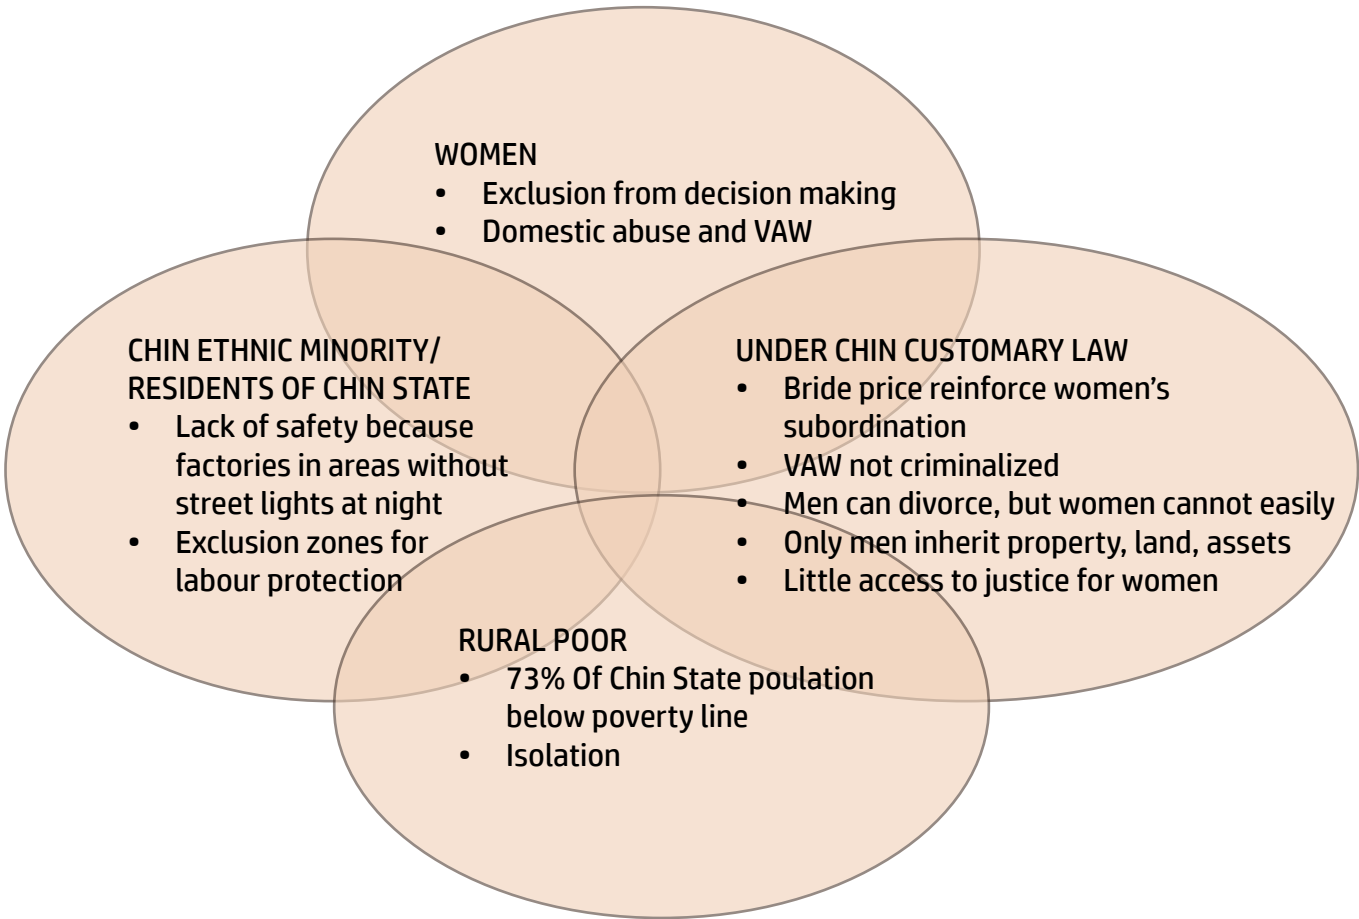 WOMEN
• Exclusion from decision making
• Domestic abuse and VAW
CHIN ETHNIC MINORITY/
RESIDENTS OF CHIN STATE
• Lack of safety because
factories in areas without
street lights at night
• Exclusion zones for
labour protection
UNDER CHIN CUSTOMARY LAW
• Bride price reinforce women’s
subordination
• VAW not criminalized
• Men can divorce, but women cannot easily
• Only men inherit property, land, assets
• Little access to justice for women
RURAL POOR
• 73% Of Chin State poulation
below poverty line
• Isolation